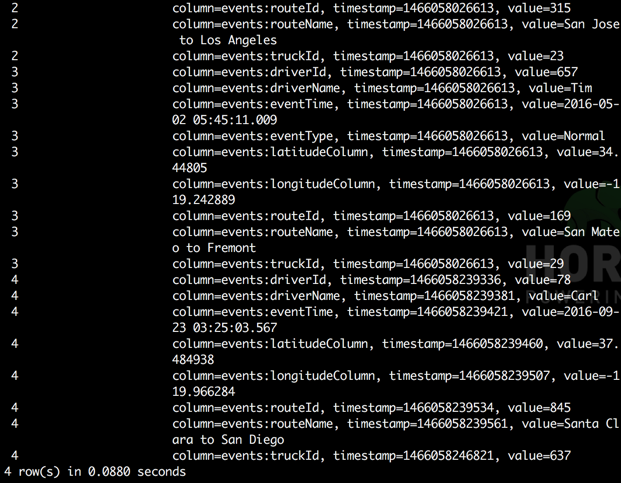 2 column=events:routeId, timestamp=1466058026613, value=315
2 column=events:routeName, timestamp=1466058026613, value=San Jose
to Los Angeles
2 column=events:truckId, timestamp=1466058026613, value=23
3 column=events:driverId, timestamp=1466058026613, value=657
3 column=events:driverName, timestamp=1466058026613, value=Tim
3 column=events:eventTime, timestamp=1466058026613, value=2016-05-
02 05:45:11.009
3 column=events:eventType, timestamp=1466058026613, value=Normal
3 column=events:latitudeColumn, timestamp=1466058026613, value=34.
44805
3 column=events:longitudeColumn, timestamp=1466058026613, value=-1
19.242889
3 column=events:routeId, timestamp=1466058026613, value=169
3 column=events:routeName, timestamp=1466058026613, value=San Mate
o to Fremont
3 column=events:truckId, timestamp=1466058026613, value=29
HOR
4 column=events:driverId, timestamp=1466058239336, value=78
4 column=events:driverName, timestamp=1466058239381, value=Carl
POWERIN
4 column=events:eventTime, timestamp=1466058239421, value=2016-09-
23 03:25:03.567
4 column=events:latitudeColumn, timestamp=1466058239460, value=37.
484938
4 column=events:longitudeColumn, timestamp=1466058239507, value=-1
19.966284
4 column=events:routeId, timestamp=1466058239534, value=845
4 column=events:routeName, timestamp=1466058239561, value=Santa Cl
ara to San Diego
4 column=events:truckId, timestamp=1466058246821, value=637
4 row(s) in 0.0880 seconds